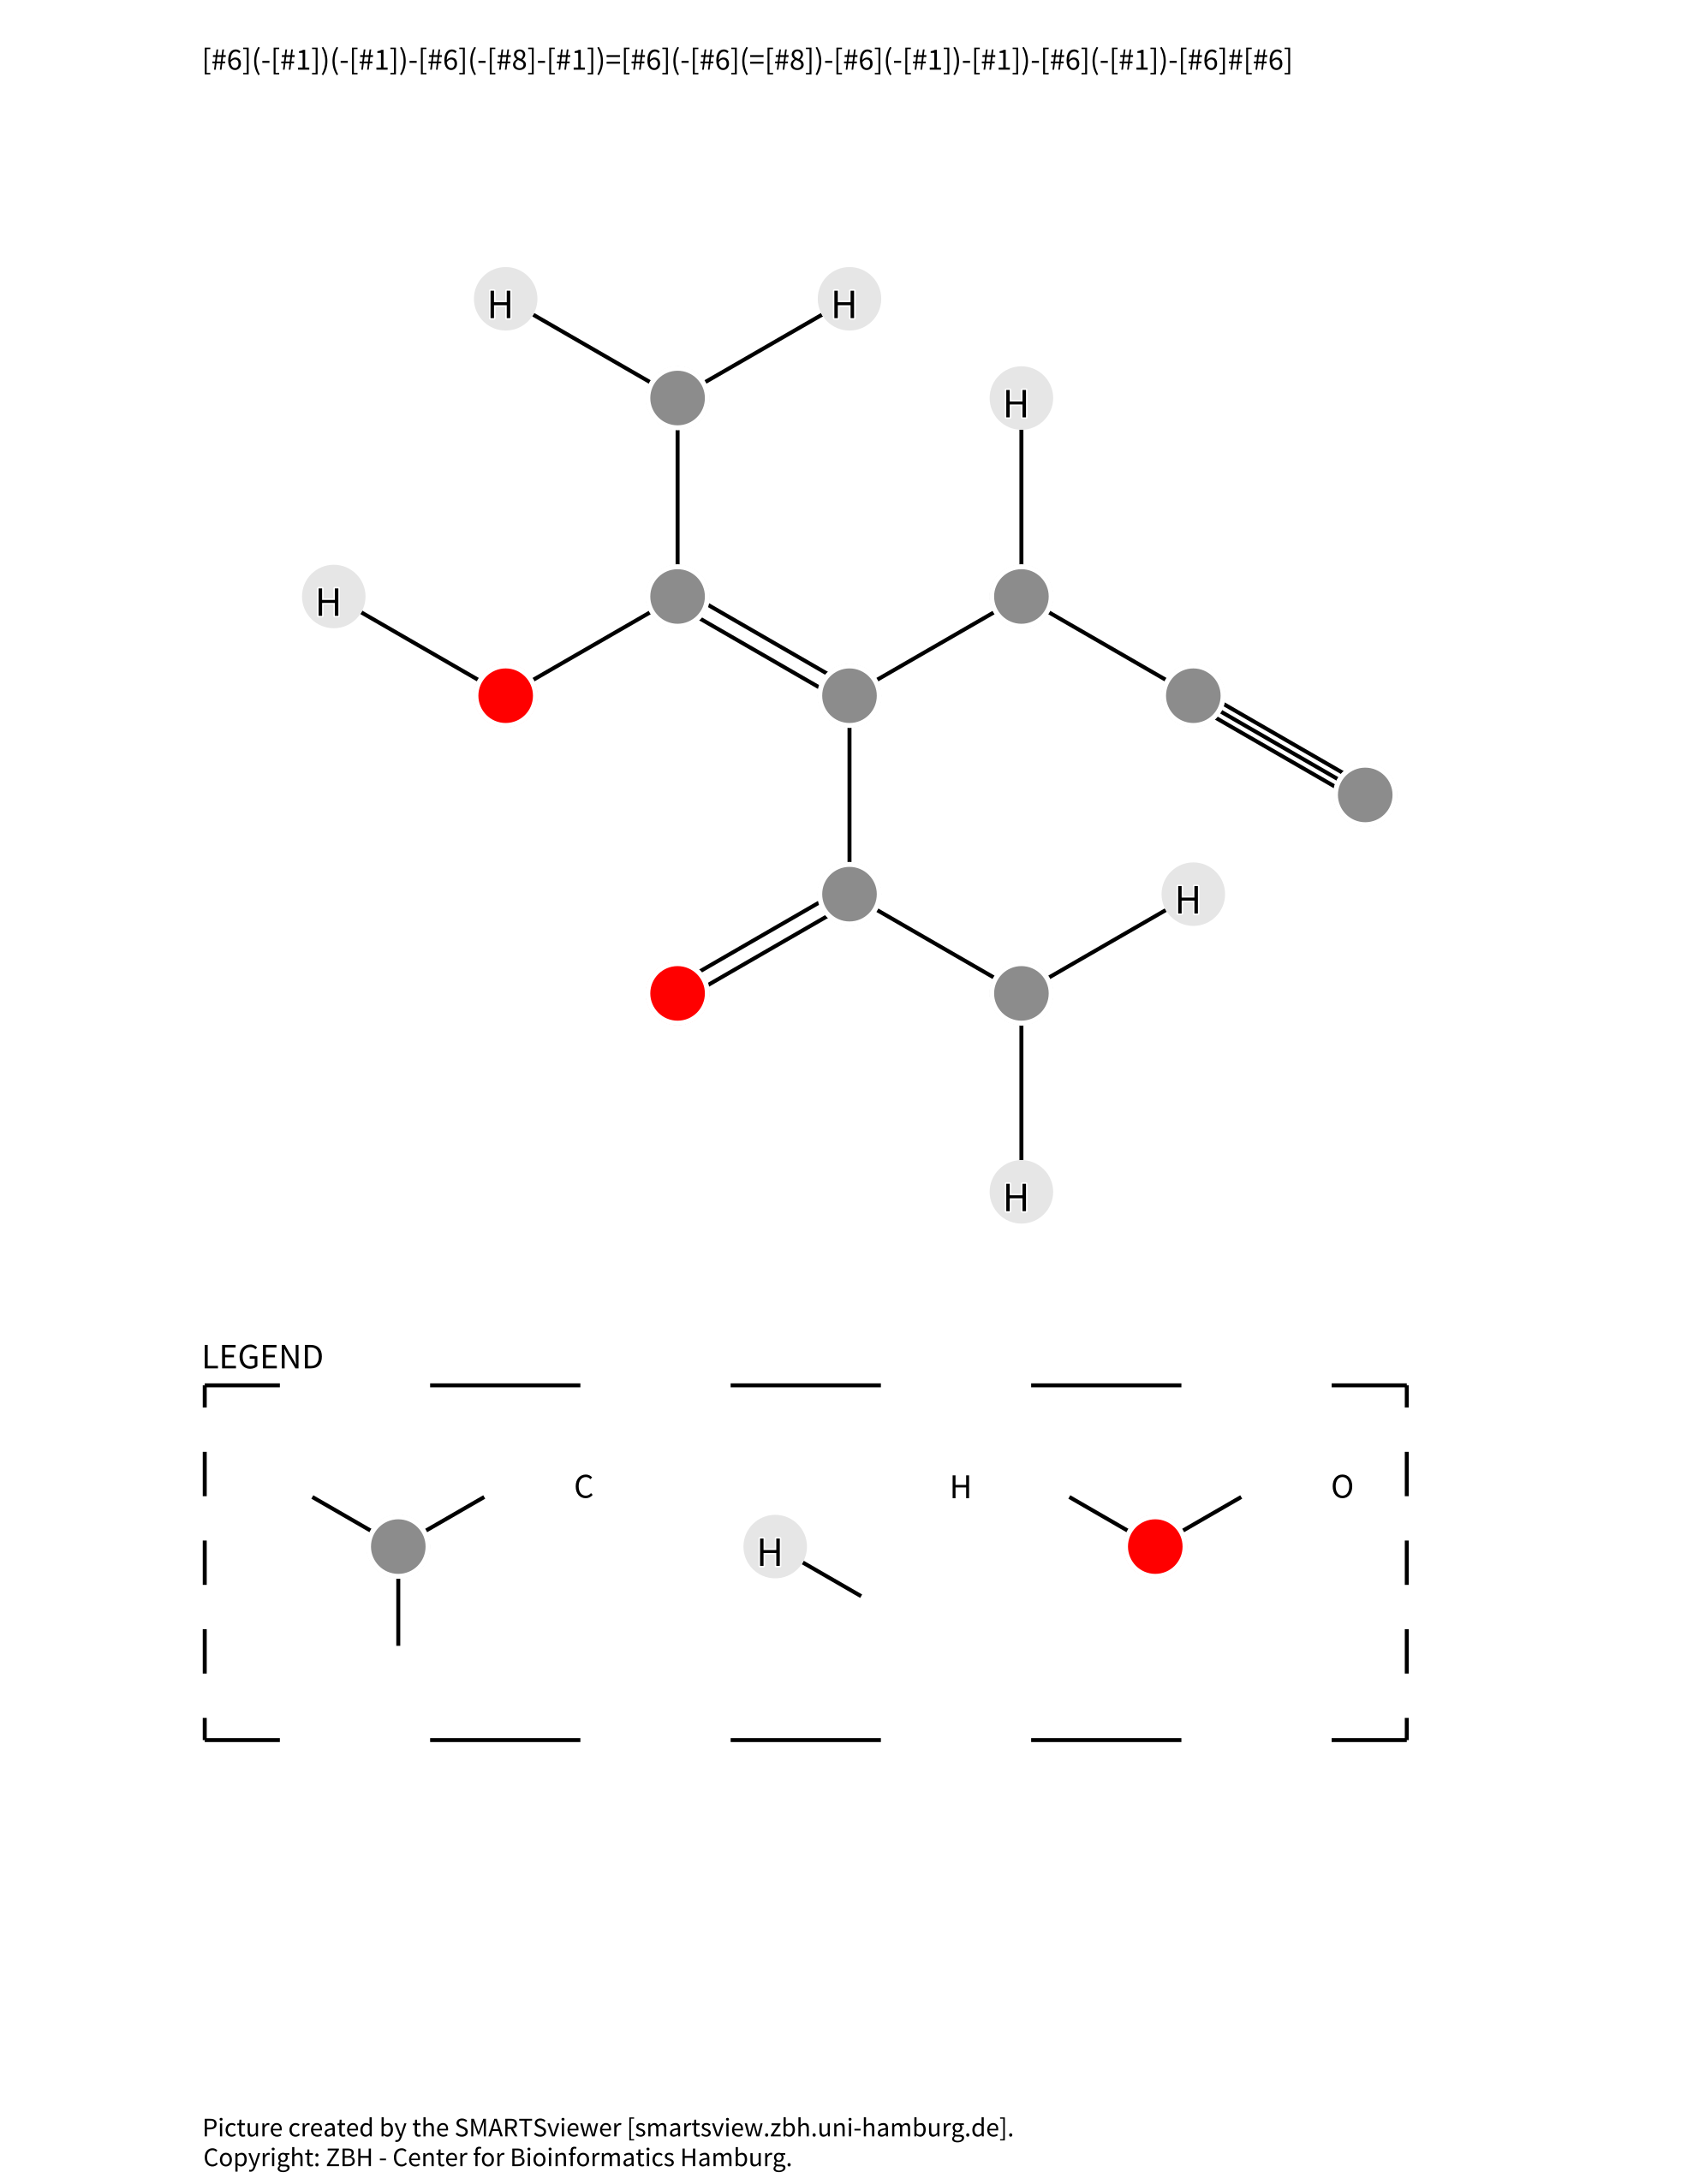 [#6](-[#1])(-[#1])-[#6](-[#8]-[#1])=[#6](-[#6](=[#8])-[#6](-[#1])-[#1])-[#6](-[#1])-[#6]#[#6]
H H
H
H
H
H
LEGEND
C H O
H
Picture created by the SMARTSviewer [smartsview.zbh.uni-hamburg.de].
Copyright: ZBH - Center for Bioinformatics Hamburg.